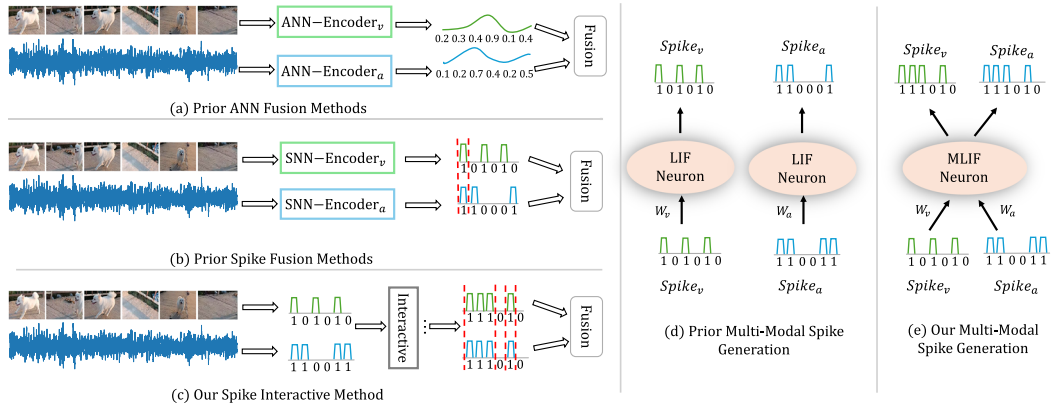 ANN-Encoder_v
0.2 0.3 0.4 0.9 0.1 0.4
ANN-Encoder_a
0.1 0.2 0.7 0.4 0.2 0.5
Fusion
(a) Prior ANN Fusion Methods
SNN-Encoder_v
1 0 1 0 1 0
SNN-Encoder_a
1 1 0 0 0 1
Fusion
(b) Prior Spike Fusion Methods
1 0 1 0 1 0
1 1 0 0 1 1
Interactive
...
1 1 1 0 1 0
1 1 1 0 1 0
Fusion
(c) Our Spike Interactive Method
Spike_v
1 0 1 0 1 0
LIF
Neuron
W_v
1 0 1 0 1 0
Spike_v
Spike_a
1 1 0 0 0 1
LIF
Neuron
W_a
1 1 0 0 1 1
Spike_a
(d) Prior Multi-Modal Spike
Generation
Spike_v
1 1 1 0 1 0
Spike_a
1 1 1 0 1 0
MLIF
Neuron
W_v
W_a
1 0 1 0 1 0
1 1 0 0 1 1
Spike_v
Spike_a
(e) Our Multi-Modal
Spike Generation